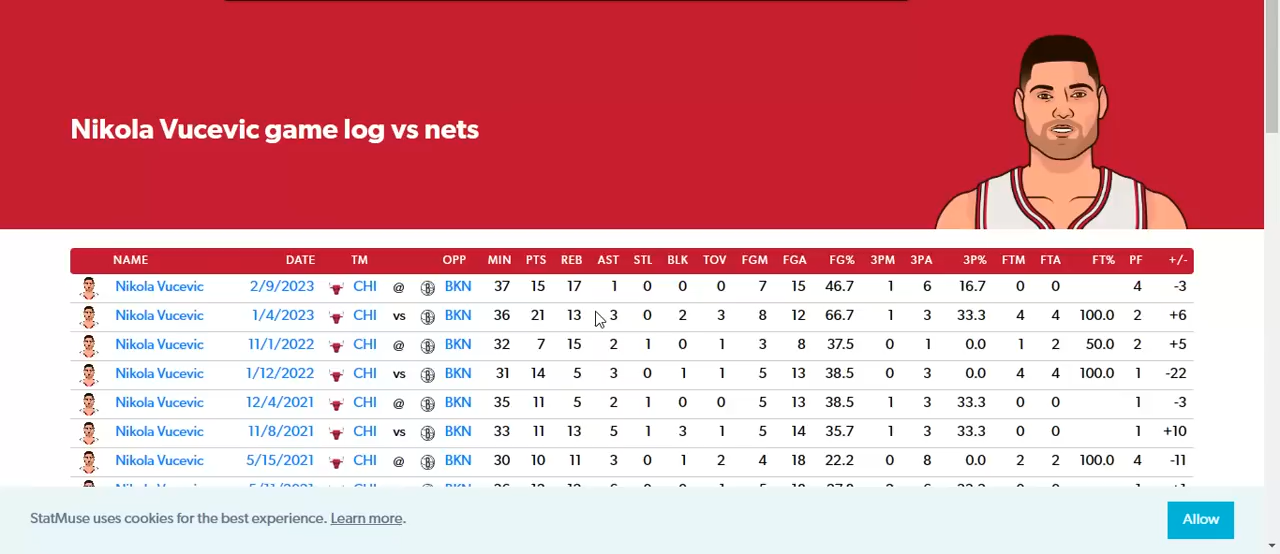 Nikola Vucevic game log vs nets
NAME DATE TM OPP MIN PTS REB AST STL BLK TOV FGM FGA FG% 3PM 3PA 3P% FTM FTA FT% PF +/-
Nikola Vucevic 2/9/2023 CHI @ BKN 37 15 17 1 0 0 0 7 15 46.7 1 6 16.7 0 0 4 -3
Nikola Vucevic 1/4/2023 CHI vs BKN 36 21 13 3 0 2 3 8 12 66.7 1 3 33.3 4 4 100.0 2 +6
Nikola Vucevic 11/1/2022 CHI @ BKN 32 7 15 2 1 0 1 3 8 37.5 0 1 0.0 1 2 50.0 2 +5
Nikola Vucevic 1/12/2022 CHI vs BKN 31 14 5 3 0 1 1 5 13 38.5 0 3 0.0 4 4 100.0 1 -22
Nikola Vucevic 12/4/2021 CHI @ BKN 35 11 5 2 1 0 0 5 13 38.5 1 3 33.3 0 0 1 -3
Nikola Vucevic 11/8/2021 CHI vs BKN 33 11 13 5 1 3 1 5 14 35.7 1 3 33.3 0 0 1 +10
Nikola Vucevic 5/15/2021 CHI @ BKN 30 10 11 3 0 1 2 4 18 22.2 0 8 0.0 2 2 100.0 4 -11
StatMuse uses cookies for the best experience. Learn more.
Allow